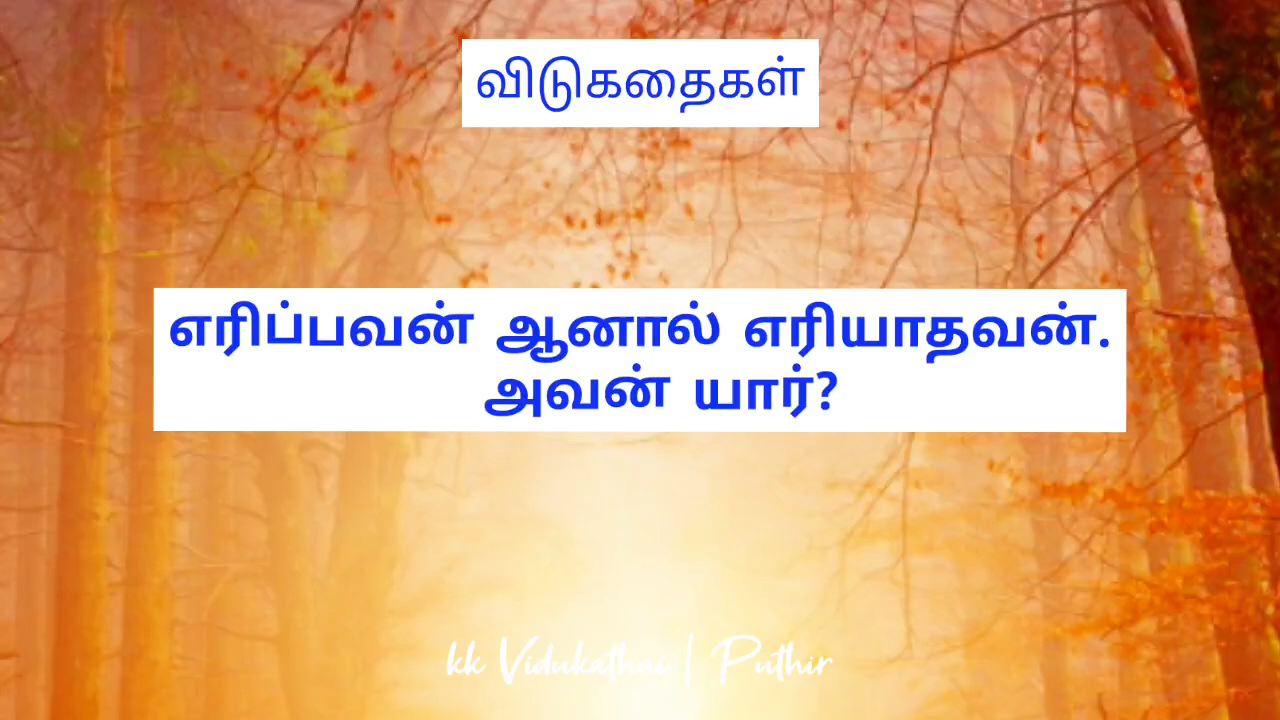 விடுகதைகள்
எரிப்பவன் ஆனால் எரியாதவன்.
அவன் யார்?
kk Vidukathai | Puthir